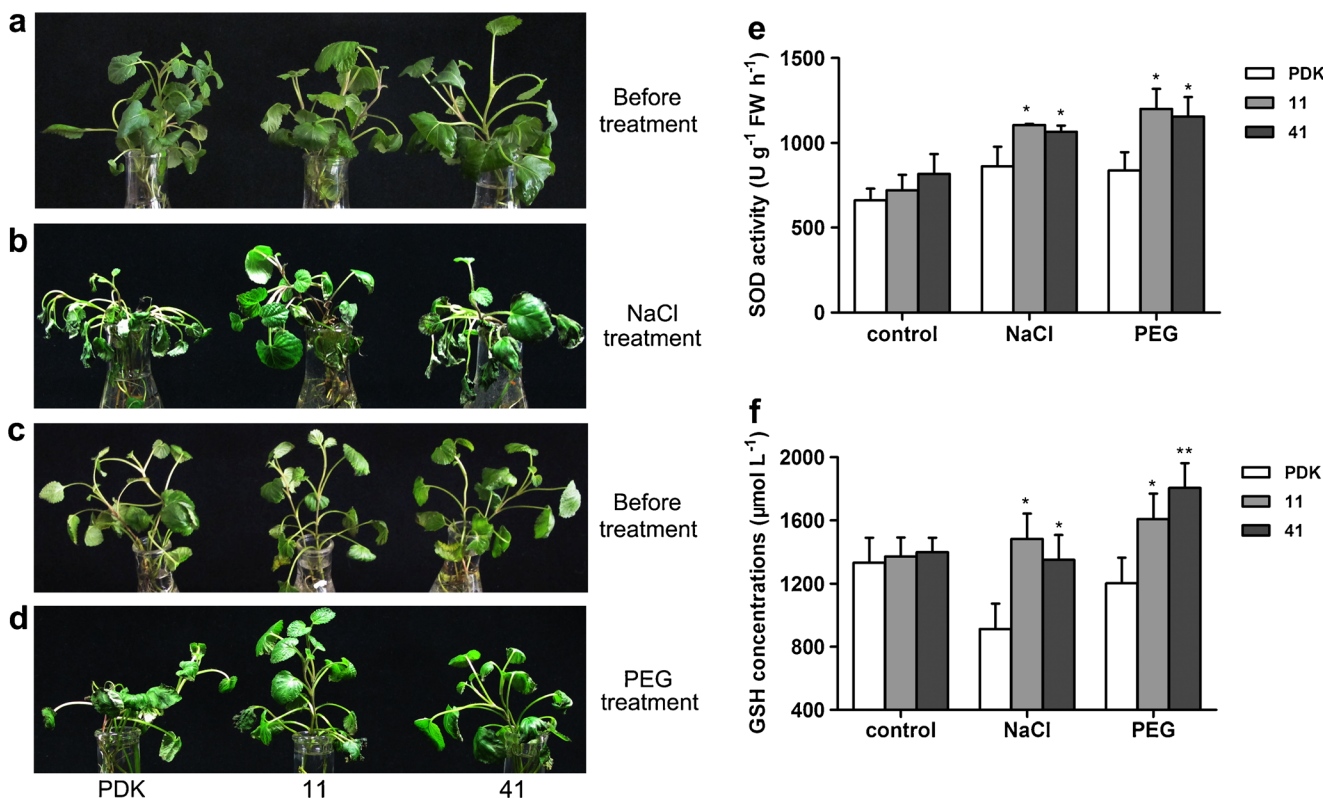 a
Before
treatment
b
NaCl
treatment
c
Before
treatment
d
PEG
treatment
PDK 11 41
e
SOD activity (U g⁻¹ FW h⁻¹)
1500
1000
500
0
* * * *
control NaCl PEG
PDK
11
41
f
GSH concentrations (µmol L⁻¹)
2000
1600
1200
800
400
* * * **
control NaCl PEG
PDK
11
41